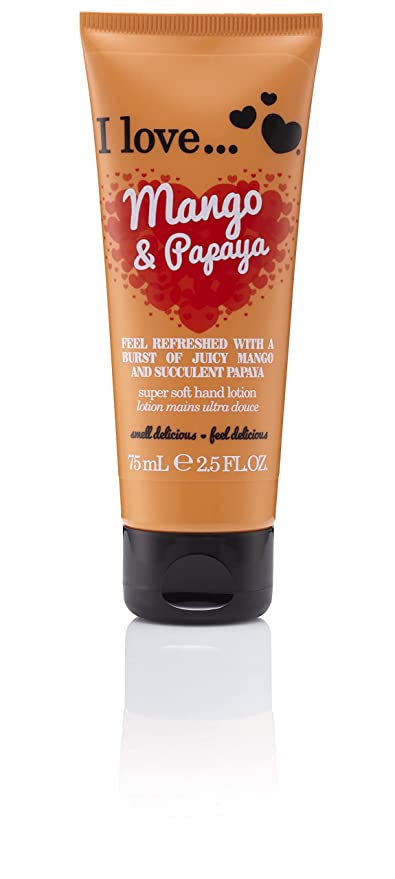 I love...
Mango
& Papaya
FEEL REFRESHED WITH A
BURST OF JUICY MANGO
AND SUCCULENT PAPAYA
super soft hand lotion
lotion mains ultra douce
smell delicious • feel delicious
75mL ℮ 2.5 FL.OZ